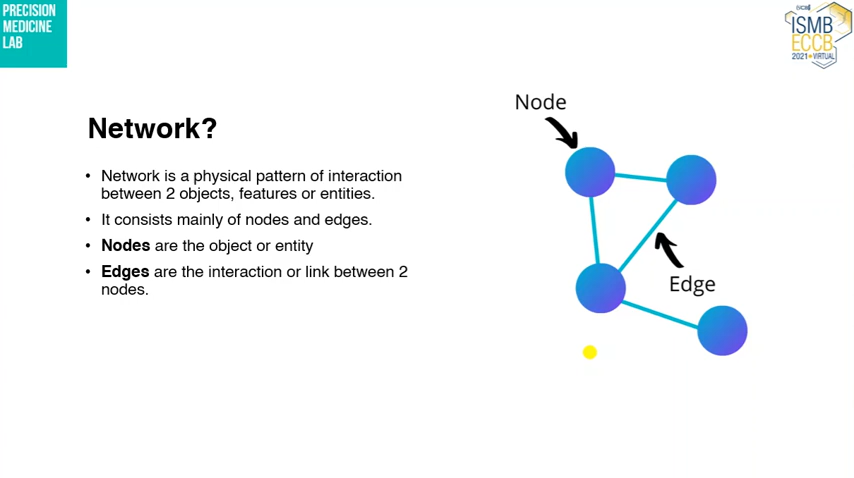 PRECISION
MEDICINE
LAB
ISMB
ECCB
2021
VIRTUAL
Node
Network?
• Network is a physical pattern of interaction
between 2 objects, features or entities.
• It consists mainly of nodes and edges.
• Nodes are the object or entity
• Edges are the interaction or link between 2
nodes.
Edge